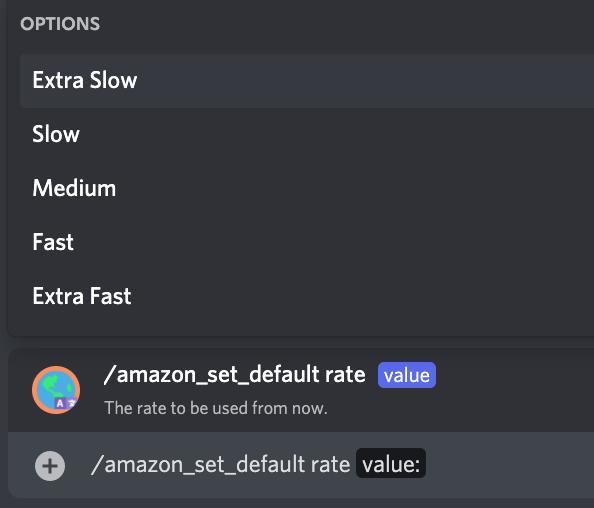 OPTIONS
Extra Slow
Slow
Medium
Fast
Extra Fast
/amazon_set_default rate value
The rate to be used from now.
/amazon_set_default rate value: